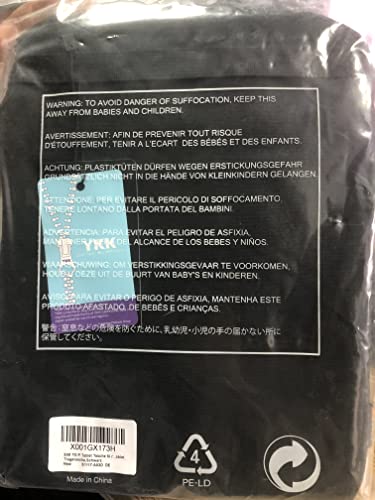 WARNING: TO AVOID DANGER OF SUFFOCATION, KEEP THIS
AWAY FROM BABIES AND CHILDREN.
AVERTISSEMENT: AFIN DE PREVENIR TOUT RISQUE
D'ÉTOUFFEMENT, TENIR A L'ECART DES BÉBÉS ET DES ENFANTS.
ACHTUNG: PLASTIKTÜTEN DÜRFEN WEGEN ERSTICKUNGSGEFAHR
GRUNDSÄTZLICH NICHT IN DIE HÄNDE VON KLEINKINDERN GELANGEN.
ATTENZIONE: PER EVITARE IL PERICOLO DI SOFFOCAMENTO,
TENERE LONTANO DALLA PORTATA DEL BAMBINI.
ADVERTENCIA: PARA EVITAR EL PELIGRO DE ASFIXIA,
DEL ALCANCE DE LOS BEBES Y NIÑOS.
YKK
WAARSCHUWING: OM VERSTIKKINGSGEVAAR TE VOORKOMEN,
HOUD DEZE UIT DE BUURT VAN BABY'S EN KINDEREN.
AVISO PARA EVITAR O PERIGO DE ASFIXIA, MANTENHA ESTE
PRODUTO AFASTADO, DE BEBÉS E CRIANÇAS.
警告：窒息などの危険を防ぐために、乳幼児・小児の手の届かない所に
保管してください。
X001GX173H
Made in China
4
PE-LD